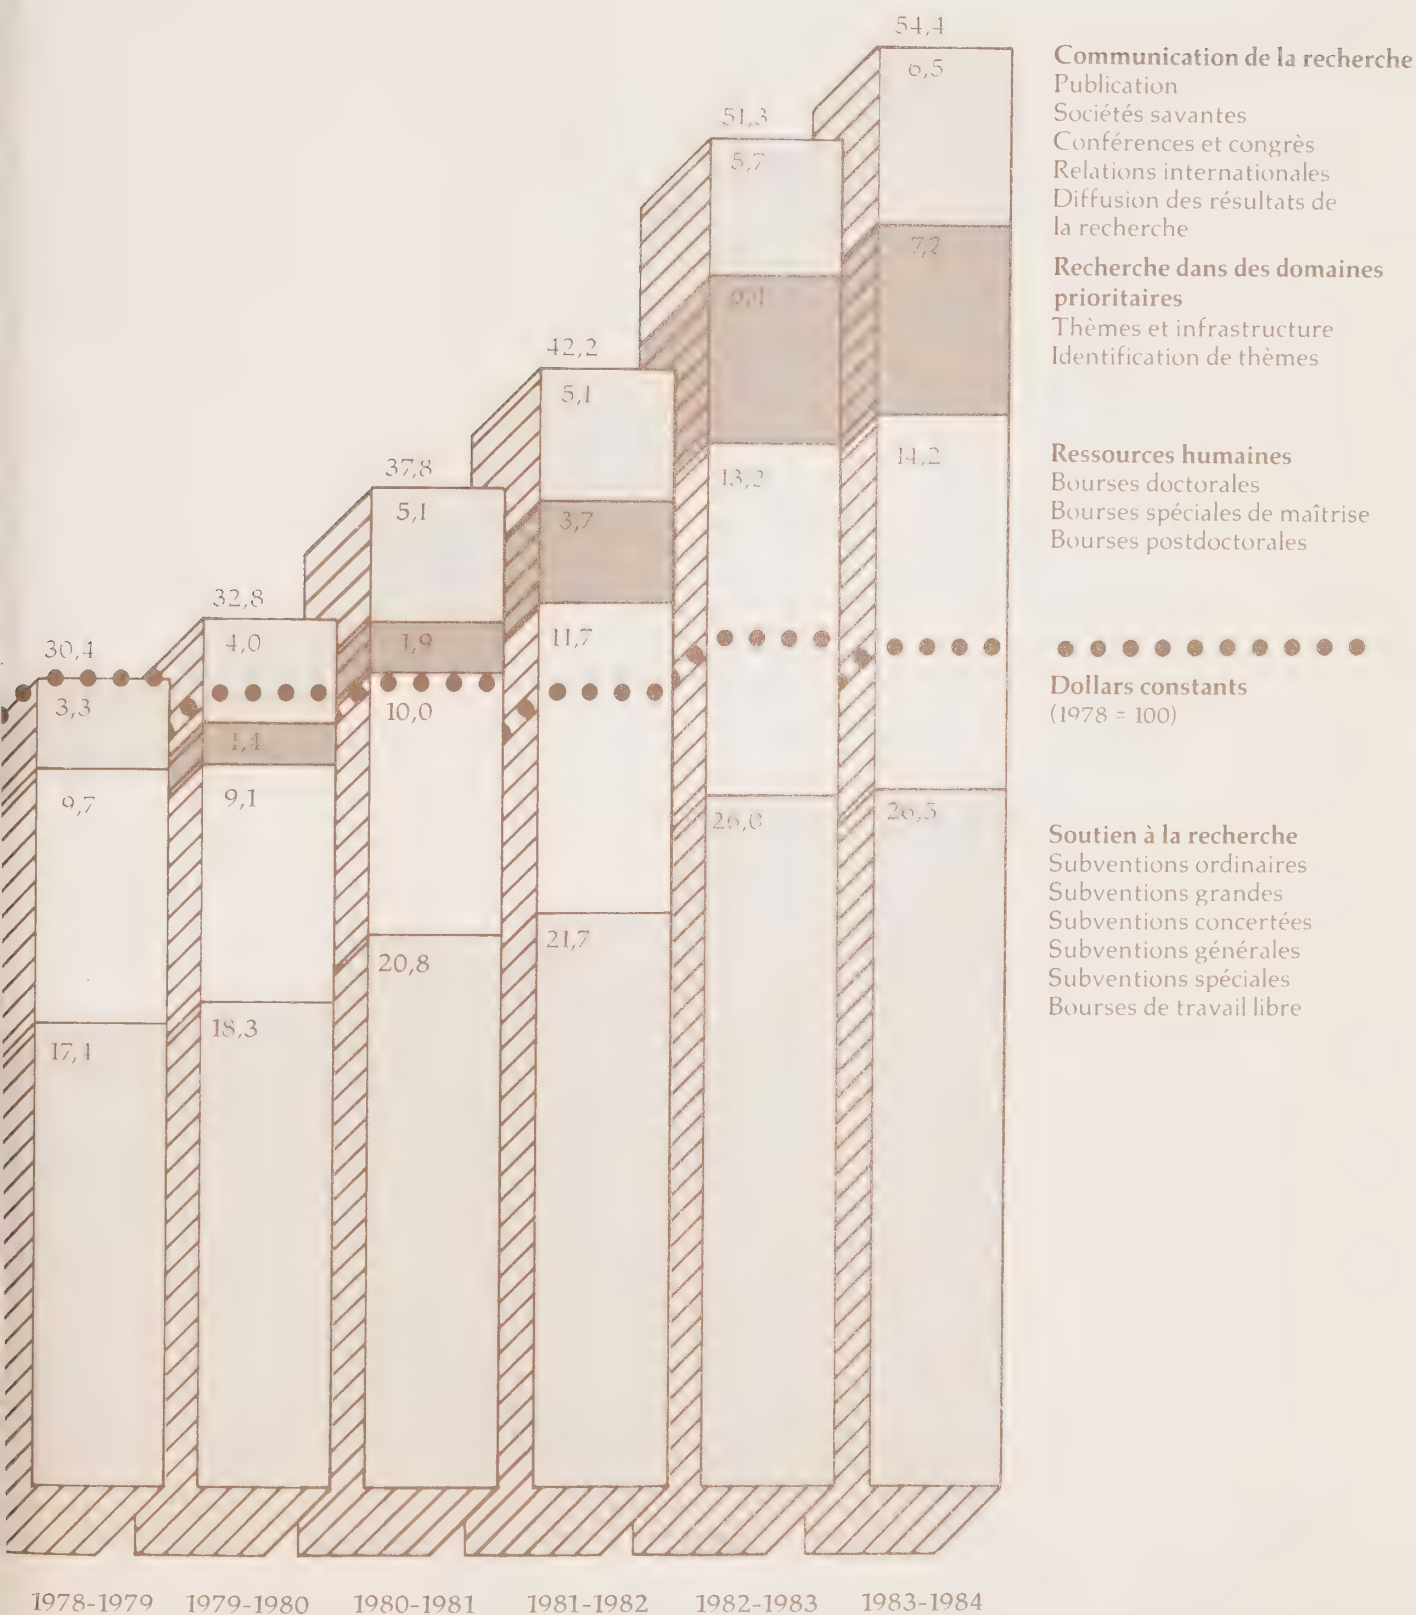 54,4
6,5
51,3
5,7
7,2
42,2
5,1
3,7
13,2
14,2
37,8
5,1
1,9
11,7
32,8
4,0
10,0
1,4
30,4
3,3
9,7
9,1
26,0
26,5
21,7
20,8
18,3
17,4
1978-1979
1979-1980
1980-1981
1981-1982
1982-1983
1983-1984
Communication de la recherche
Publication
Sociétés savantes
Conférences et congrès
Relations internationales
Diffusion des résultats de
la recherche
Recherche dans des domaines
prioritaires
Thèmes et infrastructure
Identification de thèmes
Ressources humaines
Bourses doctorales
Bourses spéciales de maîtrise
Bourses postdoctorales
Dollars constants
(1978 = 100)
Soutien à la recherche
Subventions ordinaires
Subventions grandes
Subventions concertées
Subventions générales
Subventions spéciales
Bourses de travail libre